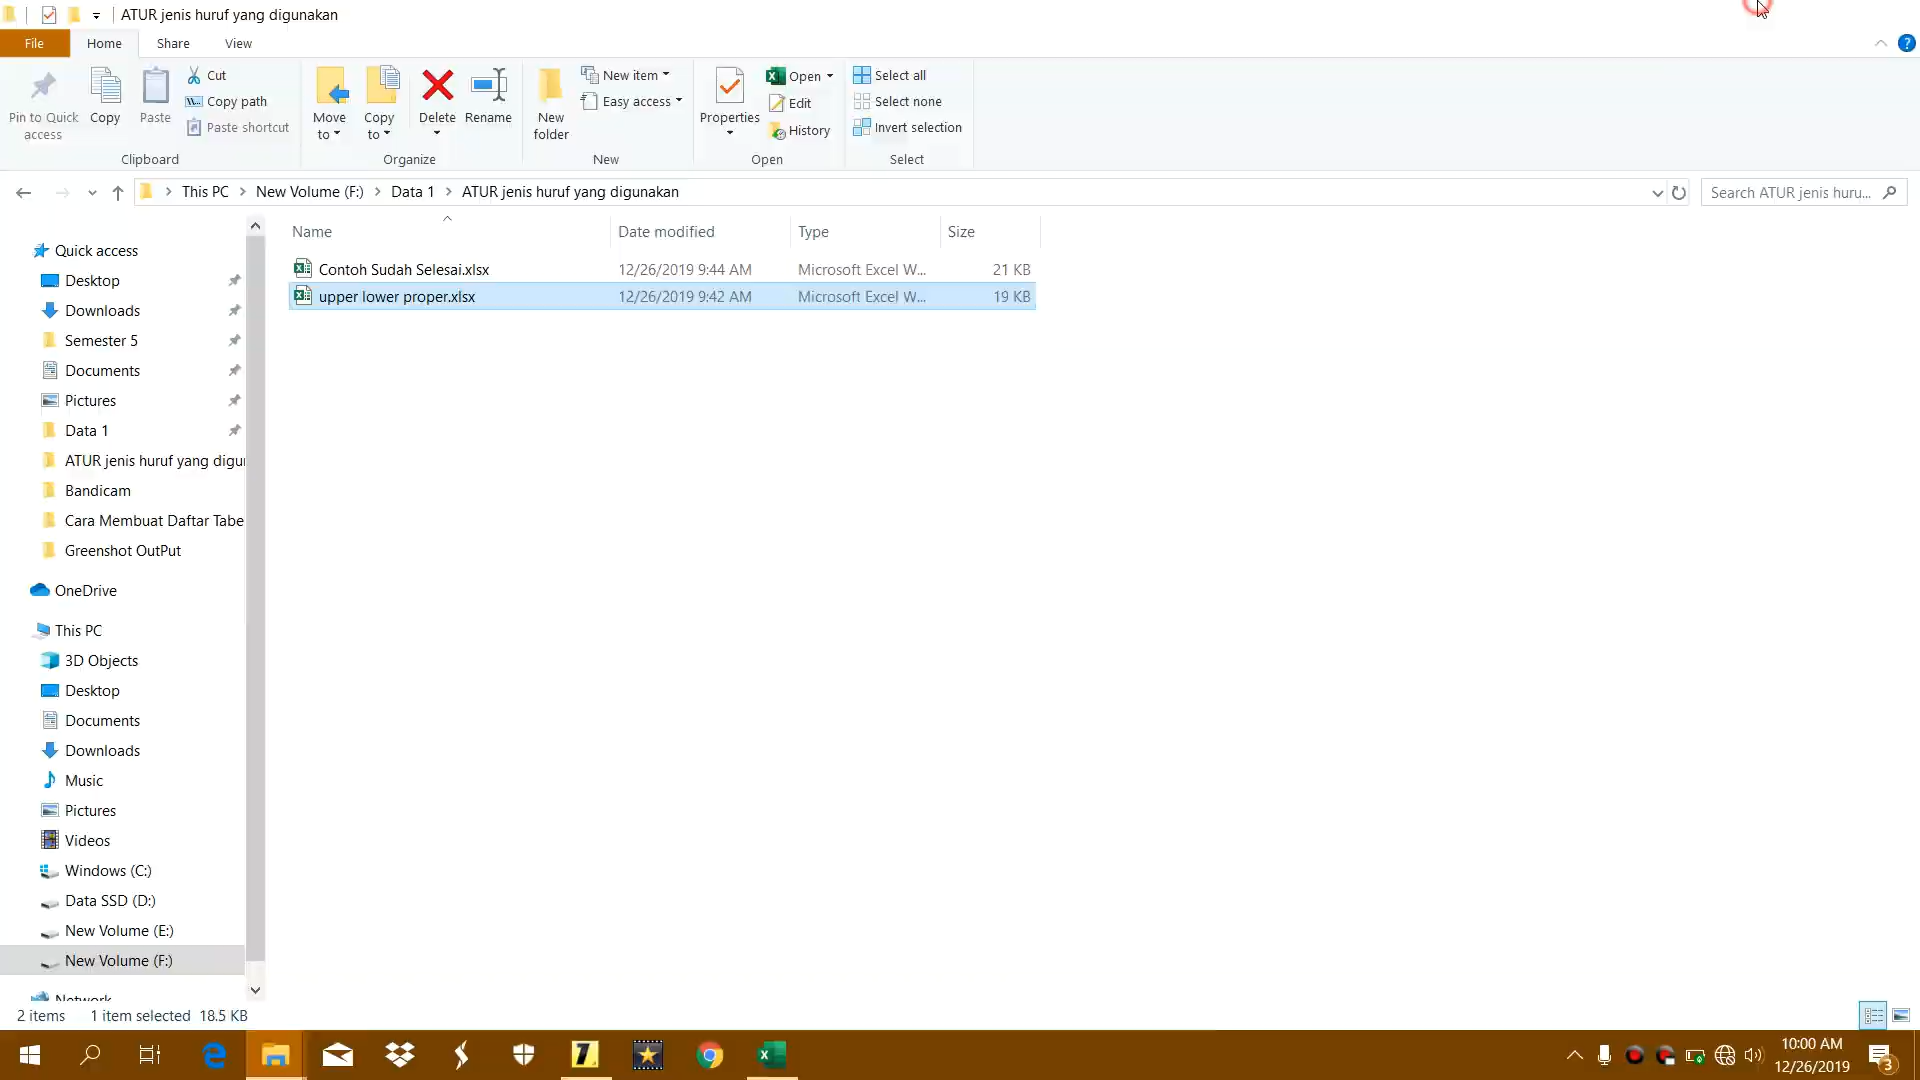 ATUR jenis huruf yang digunakan
File Home Share View
Pin to Quick access
Copy
Paste
Cut
Copy path
Paste shortcut
Clipboard
Move to
Copy to
Delete
Rename
Organize
New folder
New item
Easy access
New
Properties
Open
Edit
History
Open
Select all
Select none
Invert selection
Select
This PC > New Volume (F:) > Data 1 > ATUR jenis huruf yang digunakan
Search ATUR jenis huru...
Name Date modified Type Size
Contoh Sudah Selesai.xlsx 12/26/2019 9:44 AM Microsoft Excel W... 21 KB
upper lower proper.xlsx 12/26/2019 9:42 AM Microsoft Excel W... 19 KB
Quick access
Desktop
Downloads
Semester 5
Documents
Pictures
Data 1
ATUR jenis huruf yang digu
Bandicam
Cara Membuat Daftar Tabe
Greenshot OutPut
OneDrive
This PC
3D Objects
Desktop
Documents
Downloads
Music
Pictures
Videos
Windows (C:)
Data SSD (D:)
New Volume (E:)
New Volume (F:)
Network
2 items 1 item selected 18.5 KB
10:00 AM
12/26/2019
3